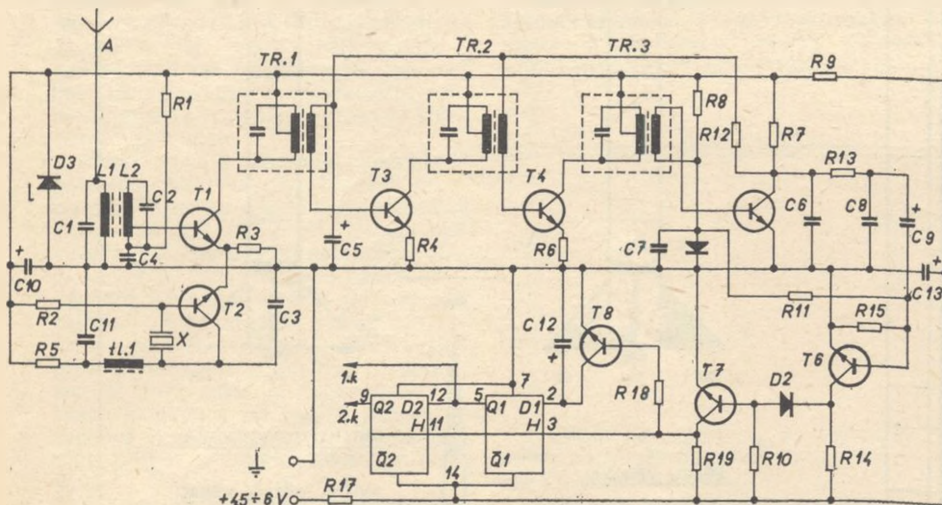 A
TR.1
TR.2
TR.3
R9
R1
R8
R12
R7
D3
L1 L2
C2
T1
T3
T4
R13
C1
R3
C5
R4
R6
C7
C6
C8
C9
C4
C10
C13
R2
T2
C3
R11
R15
C11
X
C12
T8
T6
R5
tl.1
1.k
7
T7
D2
9
12
5
2
R18
2.k
Q2 D2
Q1 D1
H 11
H 3
Q̅2
14
Q̅1
R19
R10
R14
+45÷6V
R17